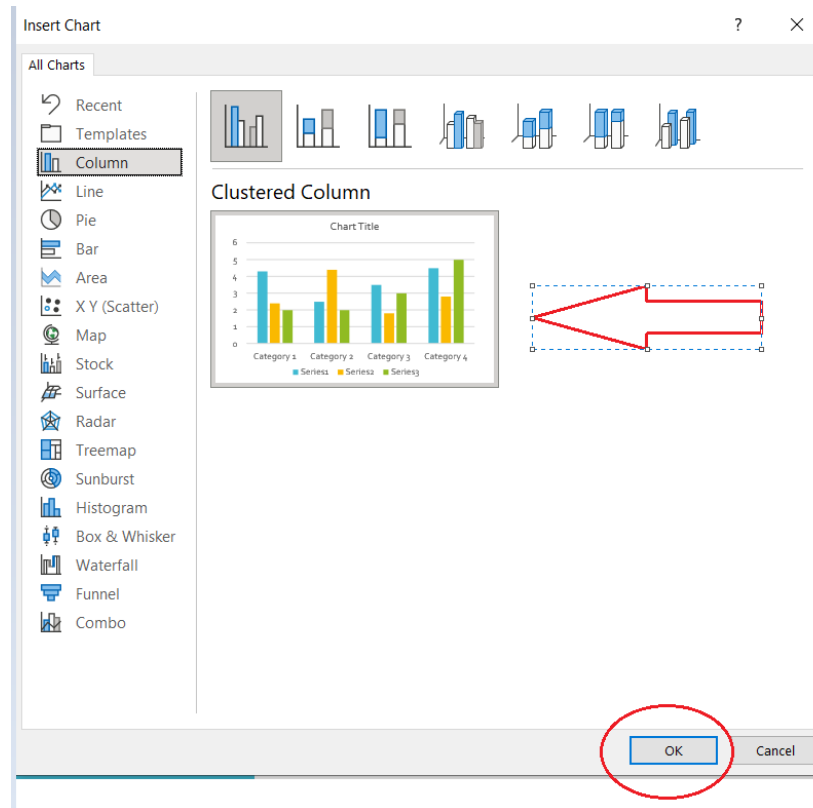 Insert Chart ? ×
All Charts
Recent
Templates
Column
Line
Pie
Bar
Area
X Y (Scatter)
Map
Stock
Surface
Radar
Treemap
Sunburst
Histogram
Box & Whisker
Waterfall
Funnel
Combo
Clustered Column
Chart Title
6
5
4
3
2
1
0
Category 1 Category 2 Category 3 Category 4
Series1 Series2 Series3
OK Cancel